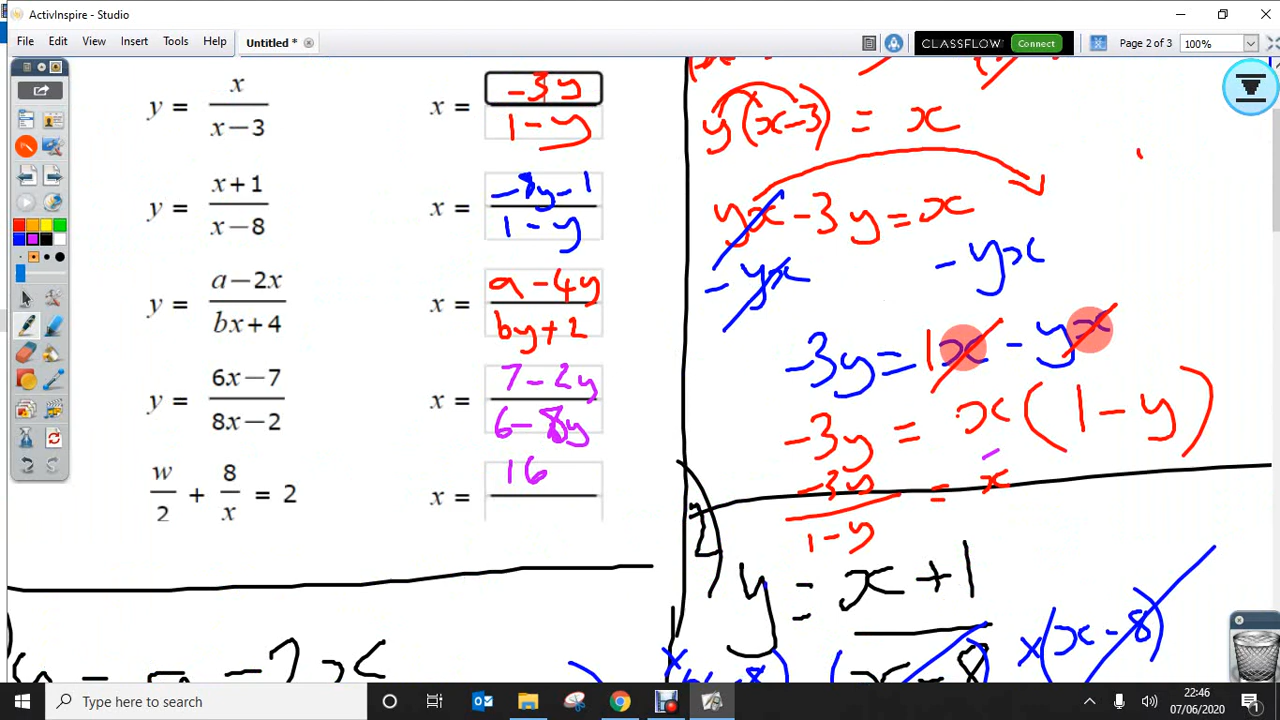 ActivInspire - Studio
File Edit View Insert Tools Help Untitled *
CLASSFLOW Connect Page 2 of 3 100%
y = x / x−3
x = -3y / 1-y
y = x+1 / x−8
x = -8y-1 / 1-y
y = a−2x / bx+4
x = a-4y / by+2
y = 6x−7 / 8x−2
x = 7-2y / 6-8y
w/2 + 8/x = 2
x = 16
y(x-3) = x
yx-3y=x
-yx -yx
-3y=1x-yx
-3y = x(1-y)
-3y / 1-y = x
y = x+1 / x-8
x(x-8)
= -2x
Type here to search
22:46
07/06/2020